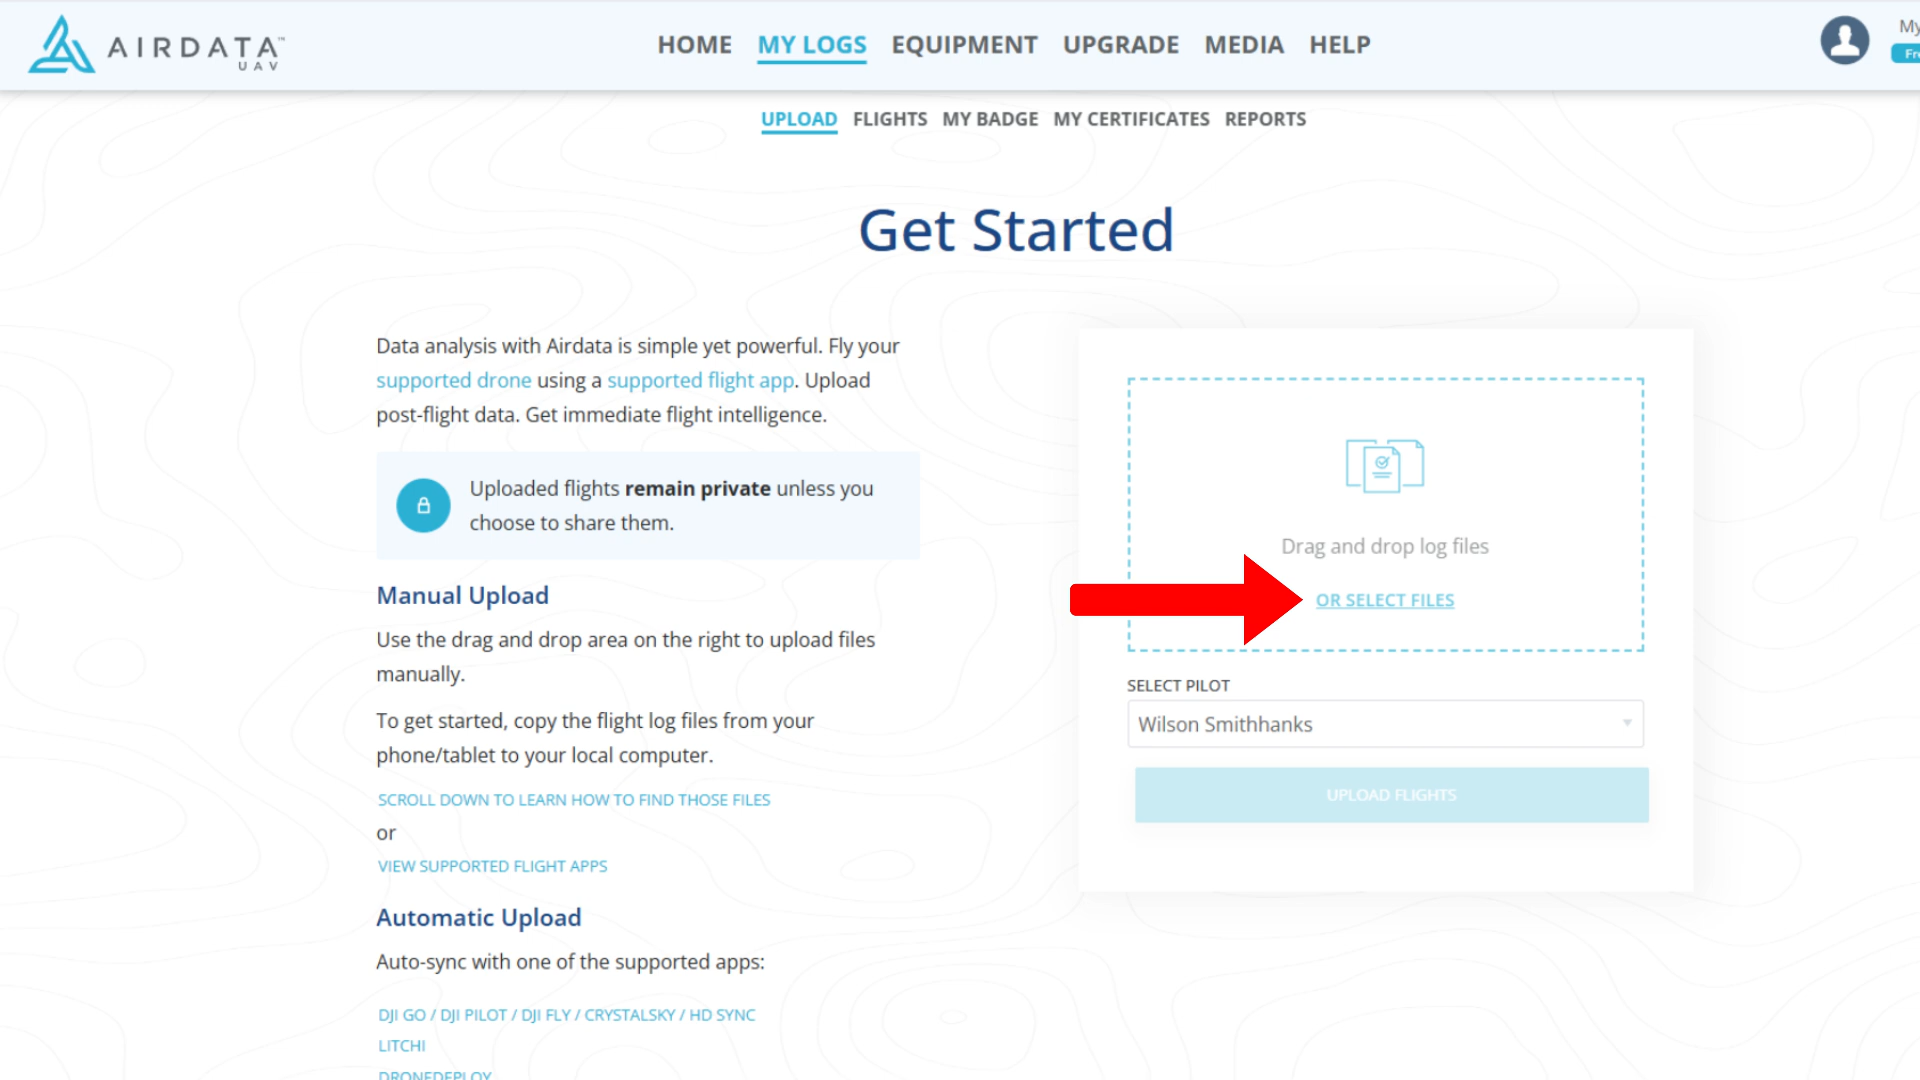 AIRDATA™
UAV
HOME MY LOGS EQUIPMENT UPGRADE MEDIA HELP
My
Fr
UPLOAD FLIGHTS MY BADGE MY CERTIFICATES REPORTS
Get Started
Data analysis with Airdata is simple yet powerful. Fly your
supported drone using a supported flight app. Upload
post-flight data. Get immediate flight intelligence.
Uploaded flights remain private unless you
choose to share them.
Manual Upload
Use the drag and drop area on the right to upload files
manually.
To get started, copy the flight log files from your
phone/tablet to your local computer.
SCROLL DOWN TO LEARN HOW TO FIND THOSE FILES
or
VIEW SUPPORTED FLIGHT APPS
Automatic Upload
Auto-sync with one of the supported apps:
DJI GO / DJI PILOT / DJI FLY / CRYSTALSKY / HD SYNC
LITCHI
DRONEDEPLOY
Drag and drop log files
OR SELECT FILES
SELECT PILOT
Wilson Smithhanks
UPLOAD FLIGHTS